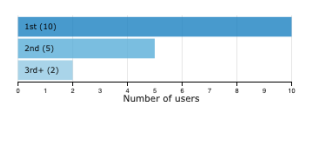 1st (10)
2nd (5)
3rd+ (2)
0 1 2 3 4 5 6 7 8 9 10
Number of users